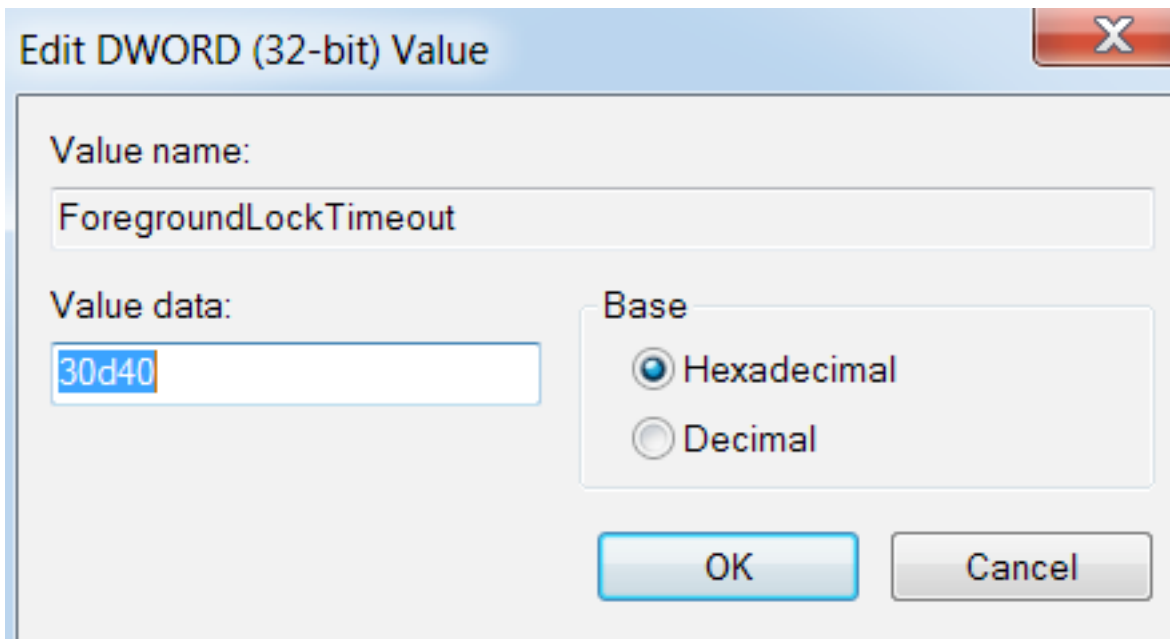 Edit DWORD (32-bit) Value
Value name:
ForegroundLockTimeout
Value data:
30d40
Base
Hexadecimal
Decimal
OK
Cancel